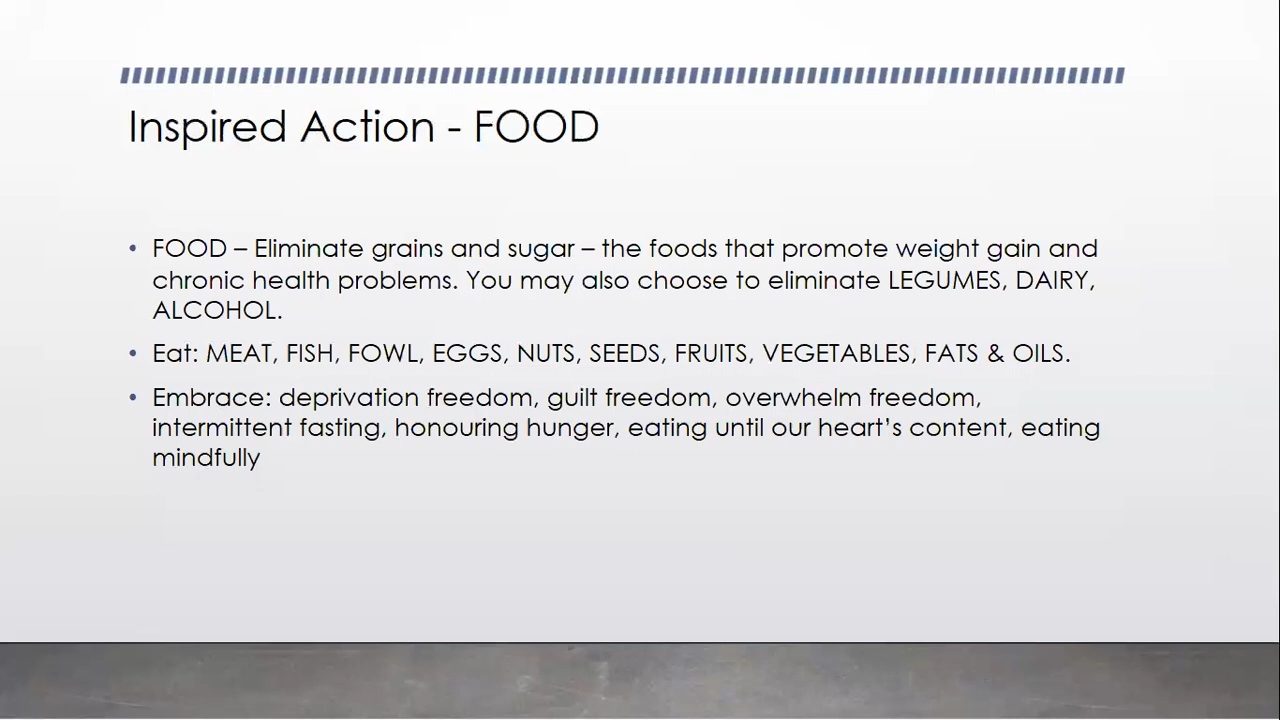 Inspired Action - FOOD
• FOOD – Eliminate grains and sugar – the foods that promote weight gain and
chronic health problems. You may also choose to eliminate LEGUMES, DAIRY,
ALCOHOL.
• Eat: MEAT, FISH, FOWL, EGGS, NUTS, SEEDS, FRUITS, VEGETABLES, FATS & OILS.
• Embrace: deprivation freedom, guilt freedom, overwhelm freedom,
intermittent fasting, honouring hunger, eating until our heart’s content, eating
mindfully